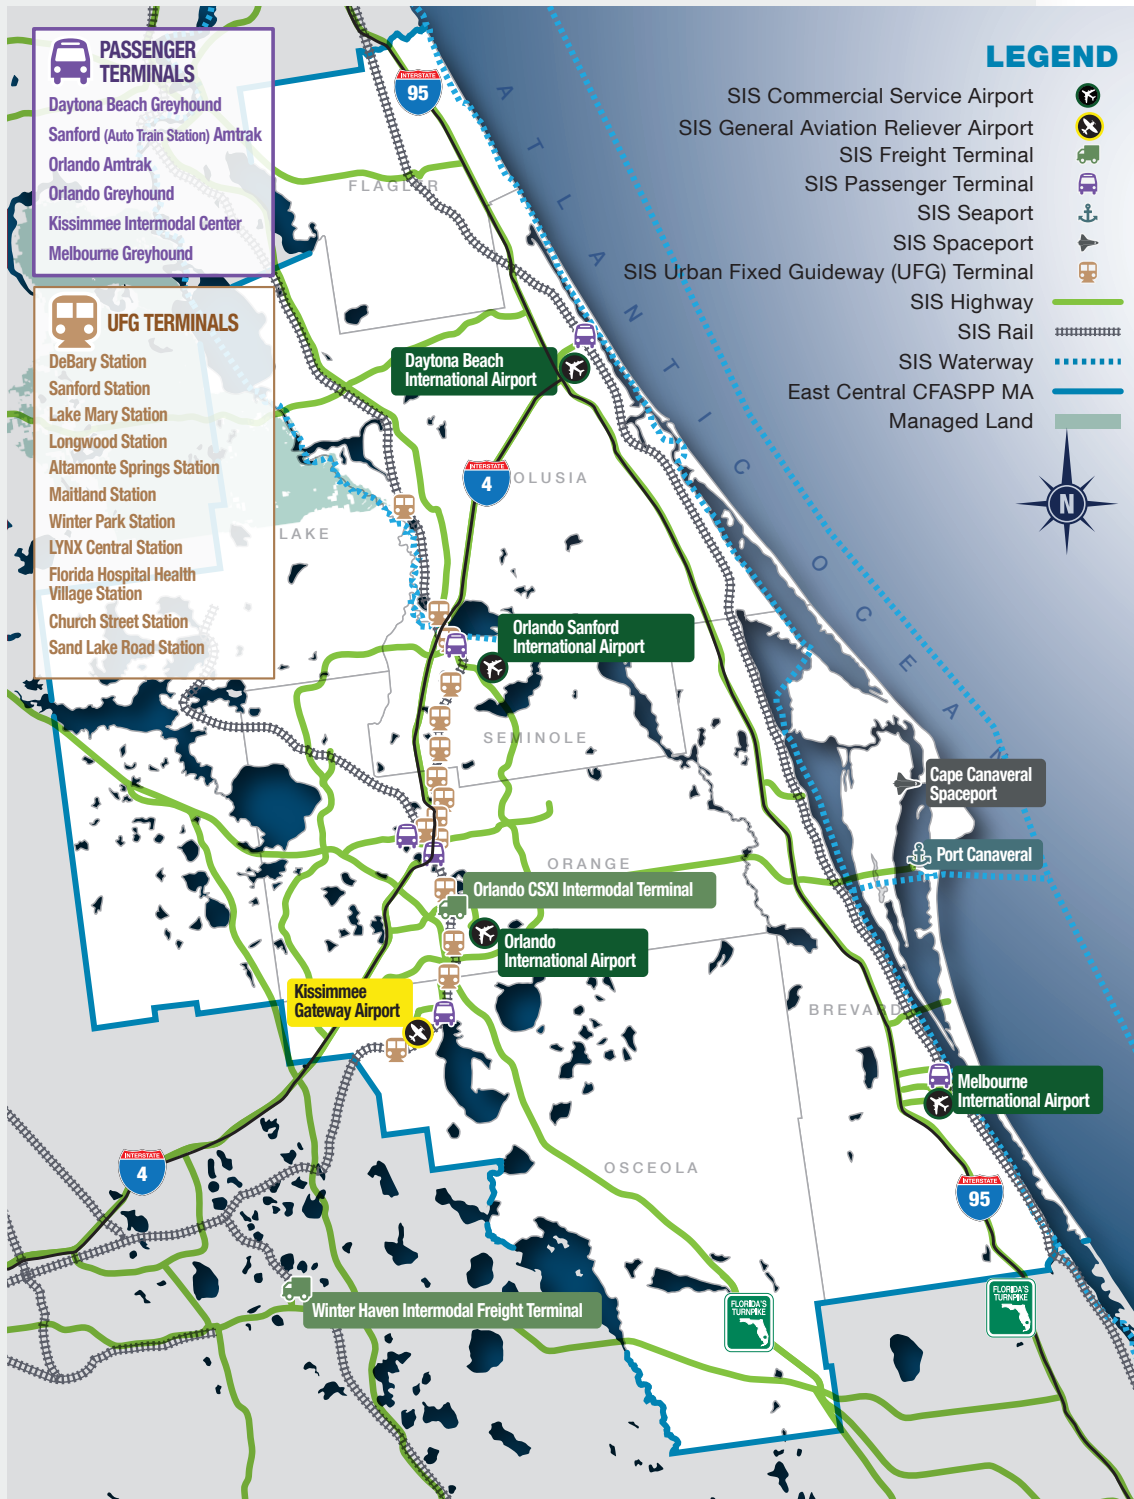 PASSENGER
TERMINALS
Daytona Beach Greyhound
Sanford (Auto Train Station) Amtrak
Orlando Amtrak
Orlando Greyhound
Kissimmee Intermodal Center
Melbourne Greyhound
UFG TERMINALS
DeBary Station
Sanford Station
Lake Mary Station
Longwood Station
Altamonte Springs Station
Maitland Station
Winter Park Station
LYNX Central Station
Florida Hospital Health
Village Station
Church Street Station
Sand Lake Road Station
LEGEND
SIS Commercial Service Airport
SIS General Aviation Reliever Airport
SIS Freight Terminal
SIS Passenger Terminal
SIS Seaport
SIS Spaceport
SIS Urban Fixed Guideway (UFG) Terminal
SIS Highway
SIS Rail
SIS Waterway
East Central CFASPP MA
Managed Land
N
INTERSTATE
95
ATLANTIC OCEAN
FLAGLER
Daytona Beach
International Airport
INTERSTATE
4
OLUSIA
LAKE
Orlando Sanford
International Airport
SEMINOLE
Cape Canaveral
Spaceport
Port Canaveral
ORANGE
Orlando CSXI Intermodal Terminal
Orlando
International Airport
Kissimmee
Gateway Airport
BREVARD
Melbourne
International Airport
OSCEOLA
INTERSTATE
4
INTERSTATE
95
Winter Haven Intermodal Freight Terminal
FLORIDA'S
TURNPIKE
FLORIDA'S
TURNPIKE